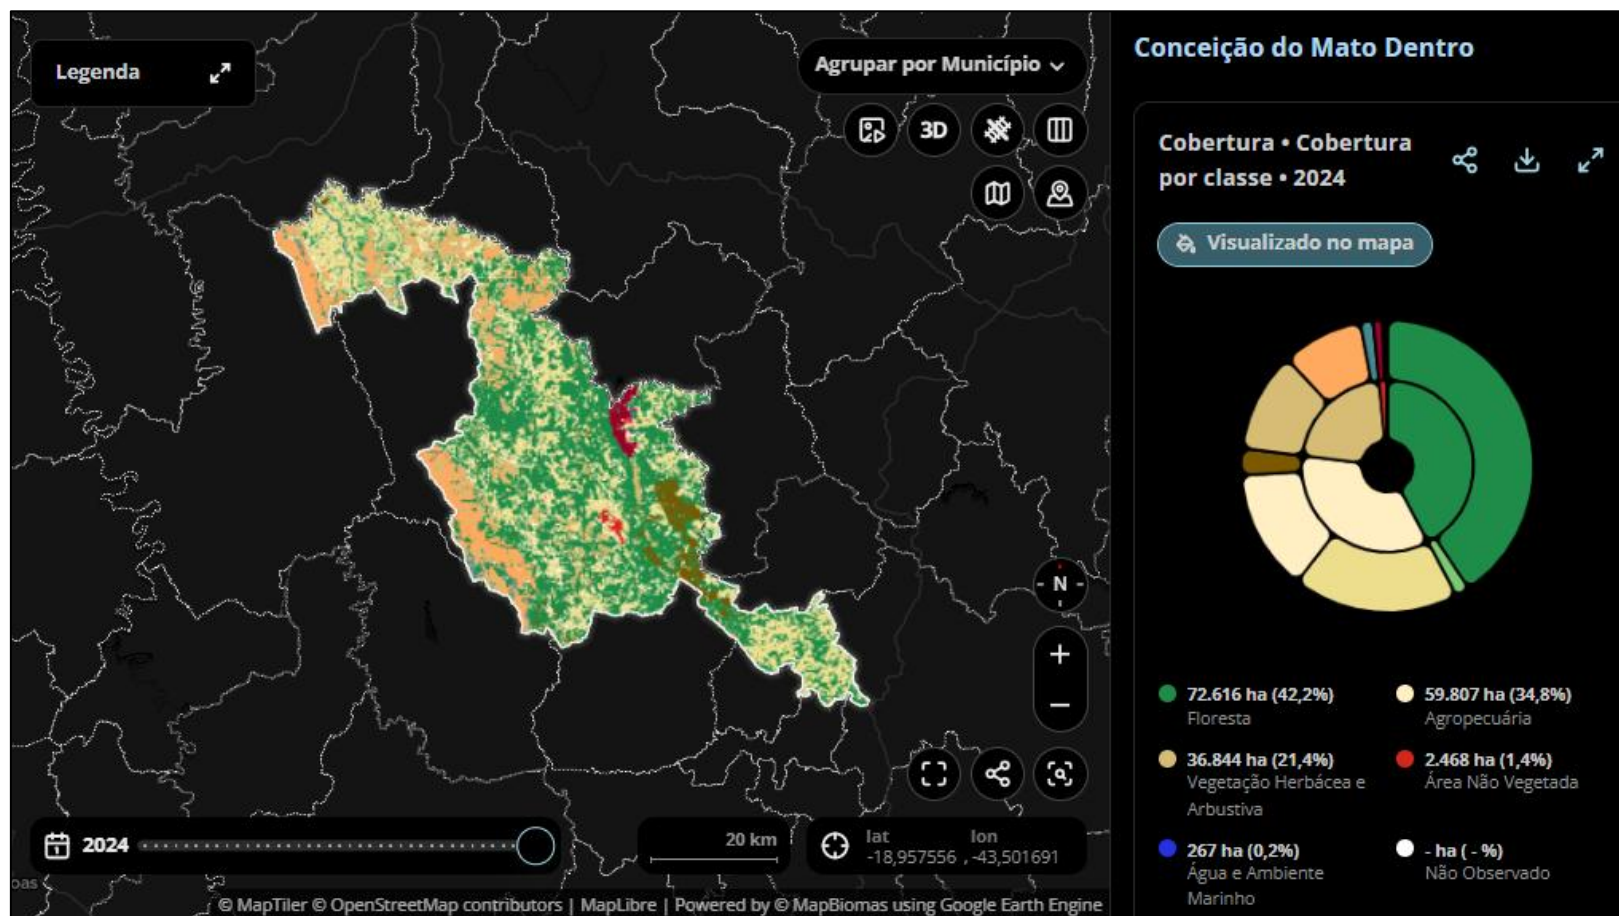 Legenda
Agrupar por Município
3D
N
+
−
2024
20 km
lat lon
-18,957556 , -43,501691
oas
© MapTiler © OpenStreetMap contributors | MapLibre | Powered by © MapBiomas using Google Earth Engine
Conceição do Mato Dentro
Cobertura • Cobertura
por classe • 2024
Visualizado no mapa
72.616 ha (42,2%)
Floresta
59.807 ha (34,8%)
Agropecuária
36.844 ha (21,4%)
Vegetação Herbácea e
Arbustiva
2.468 ha (1,4%)
Área Não Vegetada
267 ha (0,2%)
Água e Ambiente
Marinho
- ha ( - %)
Não Observado